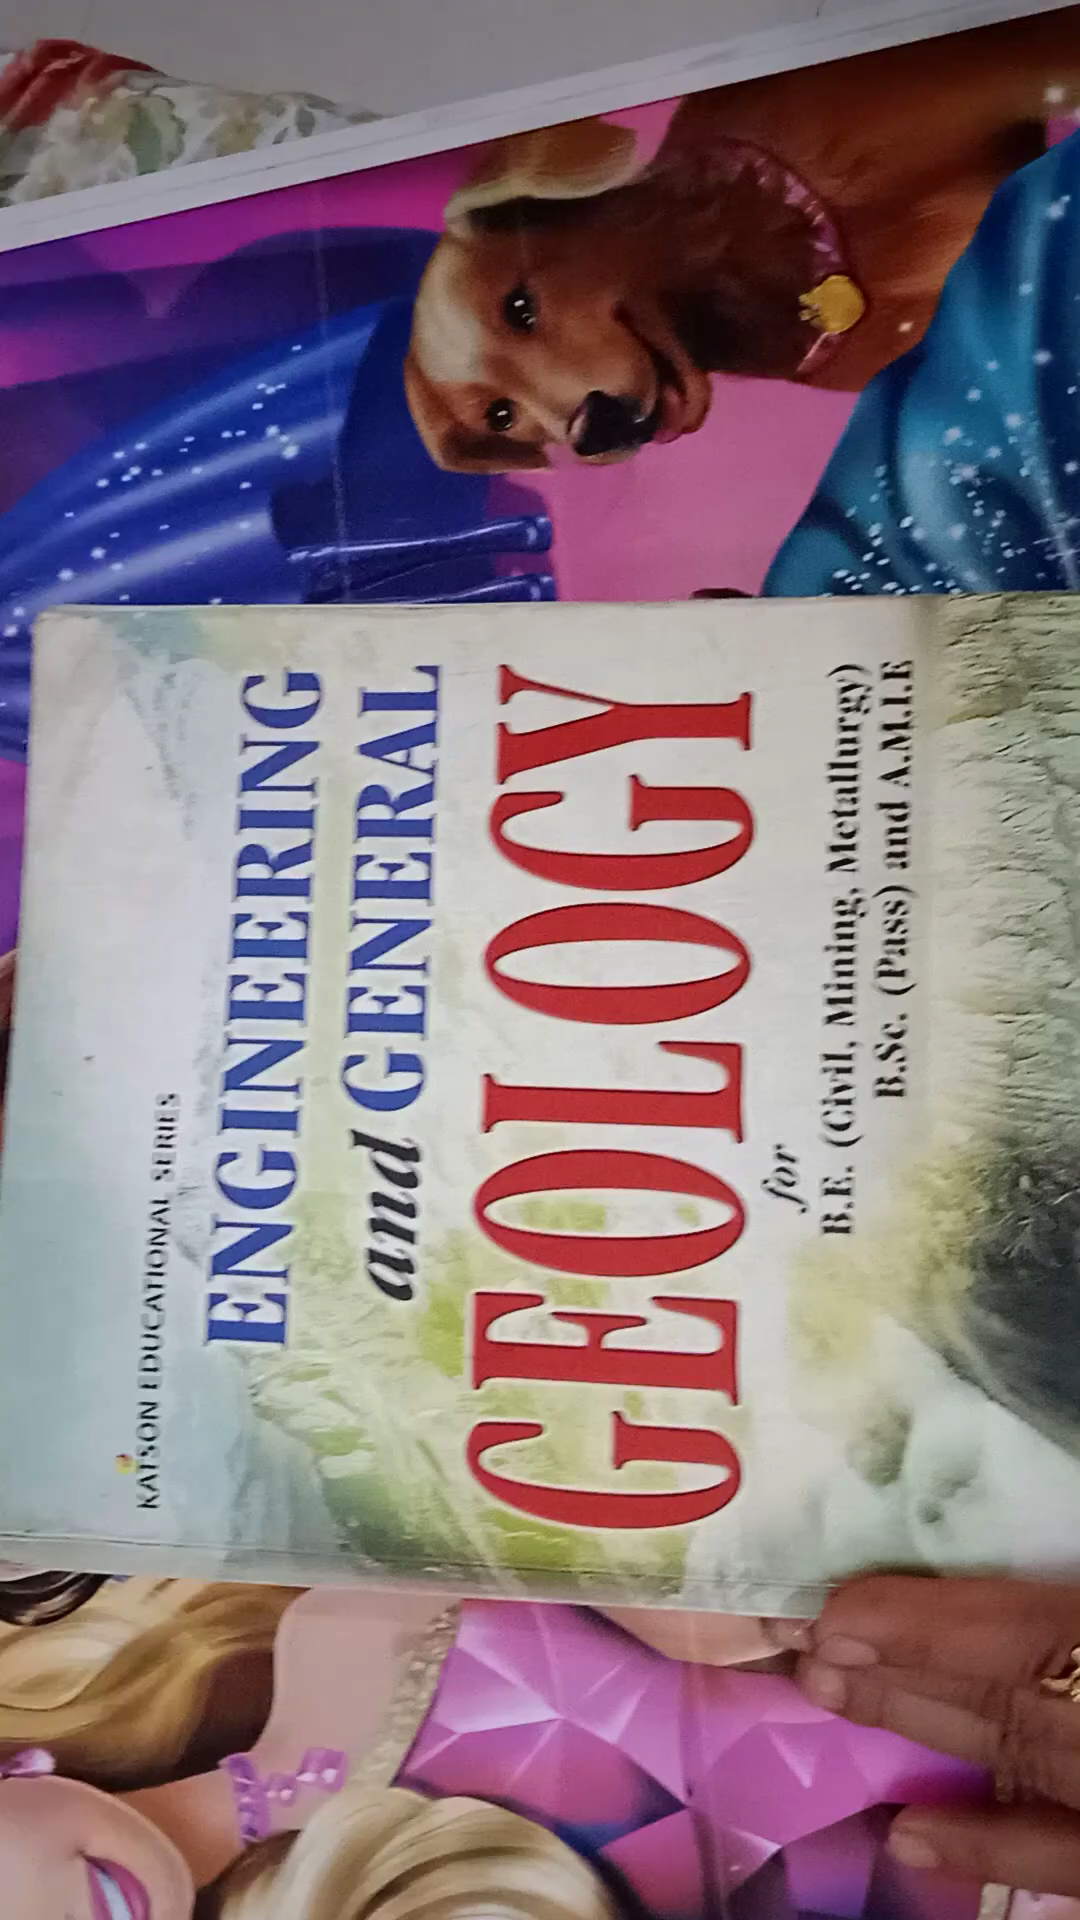 KATSON EDUCATIONAL SERIES
ENGINEERING
and GENERAL
GEOLOGY
for
B.E. (Civil, Mining, Metallurgy)
B.Sc. (Pass) and A.M.I.E